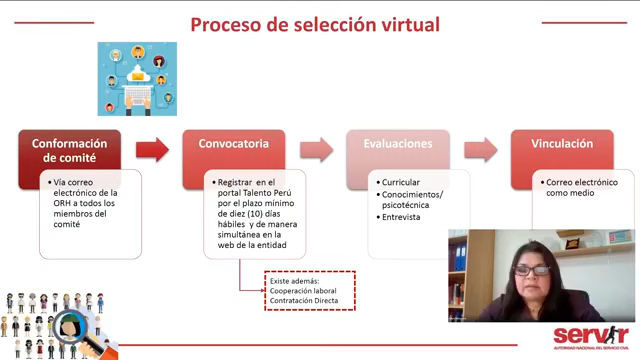 Proceso de selección virtual
Conformación
de comité
• Vía correo
electrónico de la
ORH a todos los
miembros del
comité
Convocatoria
• Registrar en el
portal Talento Perú
por el plazo mínimo
de diez (10) días
hábiles y de manera
simultánea en la
web de la entidad
Existe además:
Cooperación laboral
Contratación Directa
Evaluaciones
• Curricular
• Conocimientos/
psicotécnica
• Entrevista
Vinculación
• Correo electrónico
como medio
servir
AUTORIDAD NACIONAL DEL SERVICIO CIVIL